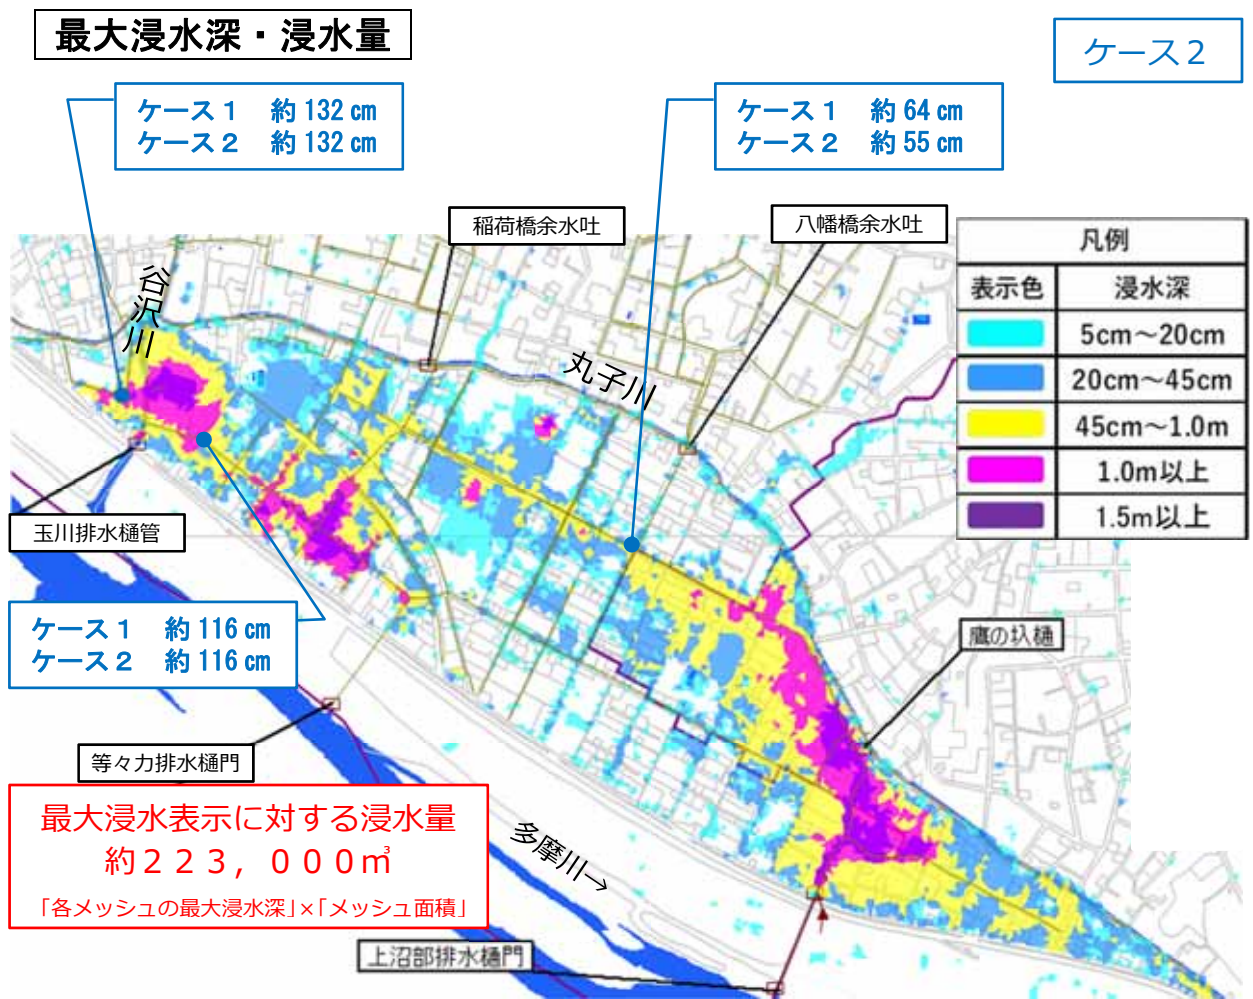 最大浸水深・浸水量
ケース２
ケース１　約 132 ㎝
ケース２　約 132 ㎝
ケース１　約 64 ㎝
ケース２　約 55 ㎝
稲荷橋余水吐
八幡橋余水吐
凡例
表示色　浸水深
5cm～20cm
20cm～45cm
45cm～1.0m
1.0m以上
1.5m以上
谷沢川
丸子川
玉川排水樋管
ケース１　約 116 ㎝
ケース２　約 116 ㎝
鷹の圦樋
等々力排水樋門
最大浸水表示に対する浸水量
約２２３，０００㎥
「各メッシュの最大浸水深」×「メッシュ面積」
多摩川→
上沼部排水樋門